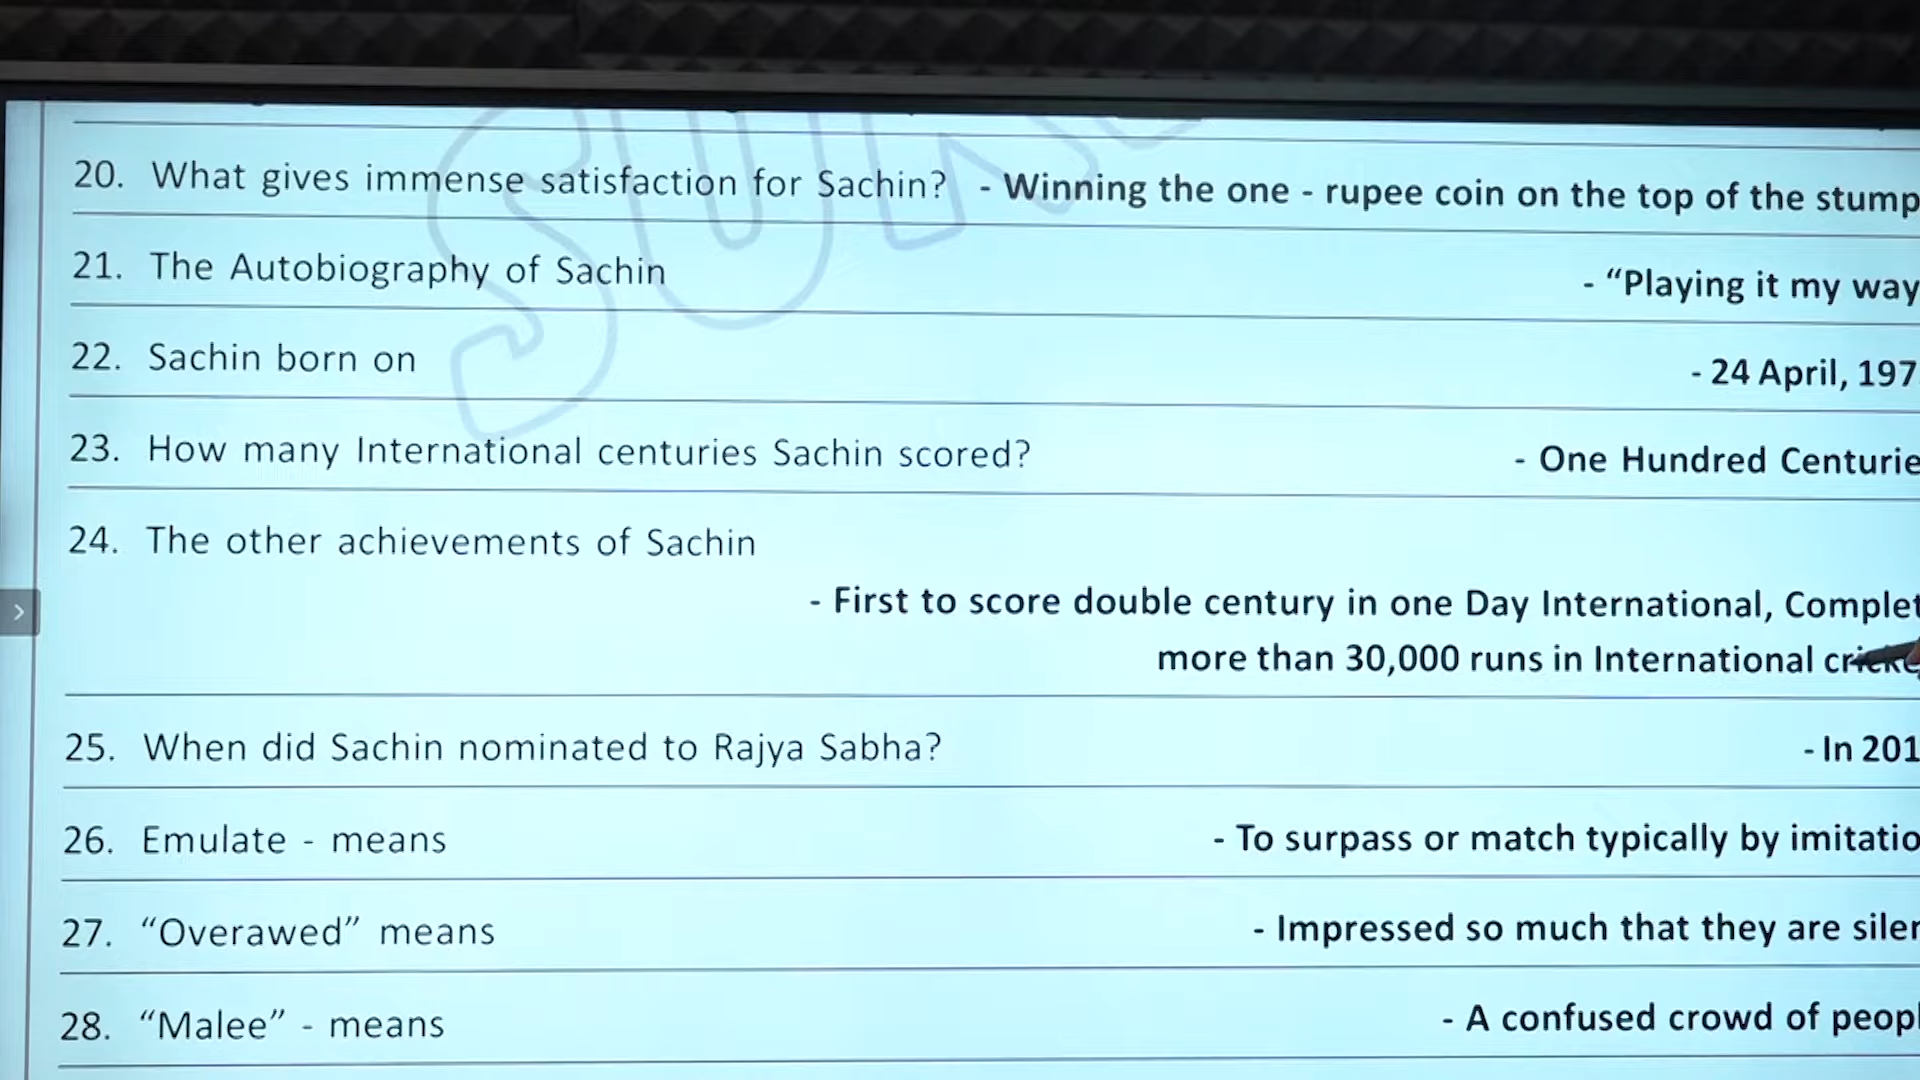 20. What gives immense satisfaction for Sachin? - Winning the one - rupee coin on the top of the stump
21. The Autobiography of Sachin - "Playing it my way
22. Sachin born on - 24 April, 197
23. How many International centuries Sachin scored? - One Hundred Centurie
24. The other achievements of Sachin
- First to score double century in one Day International, Complet
more than 30,000 runs in International cricke
25. When did Sachin nominated to Rajya Sabha? - In 201
26. Emulate - means - To surpass or match typically by imitatio
27. "Overawed" means - Impressed so much that they are silen
28. "Malee" - means - A confused crowd of peopl